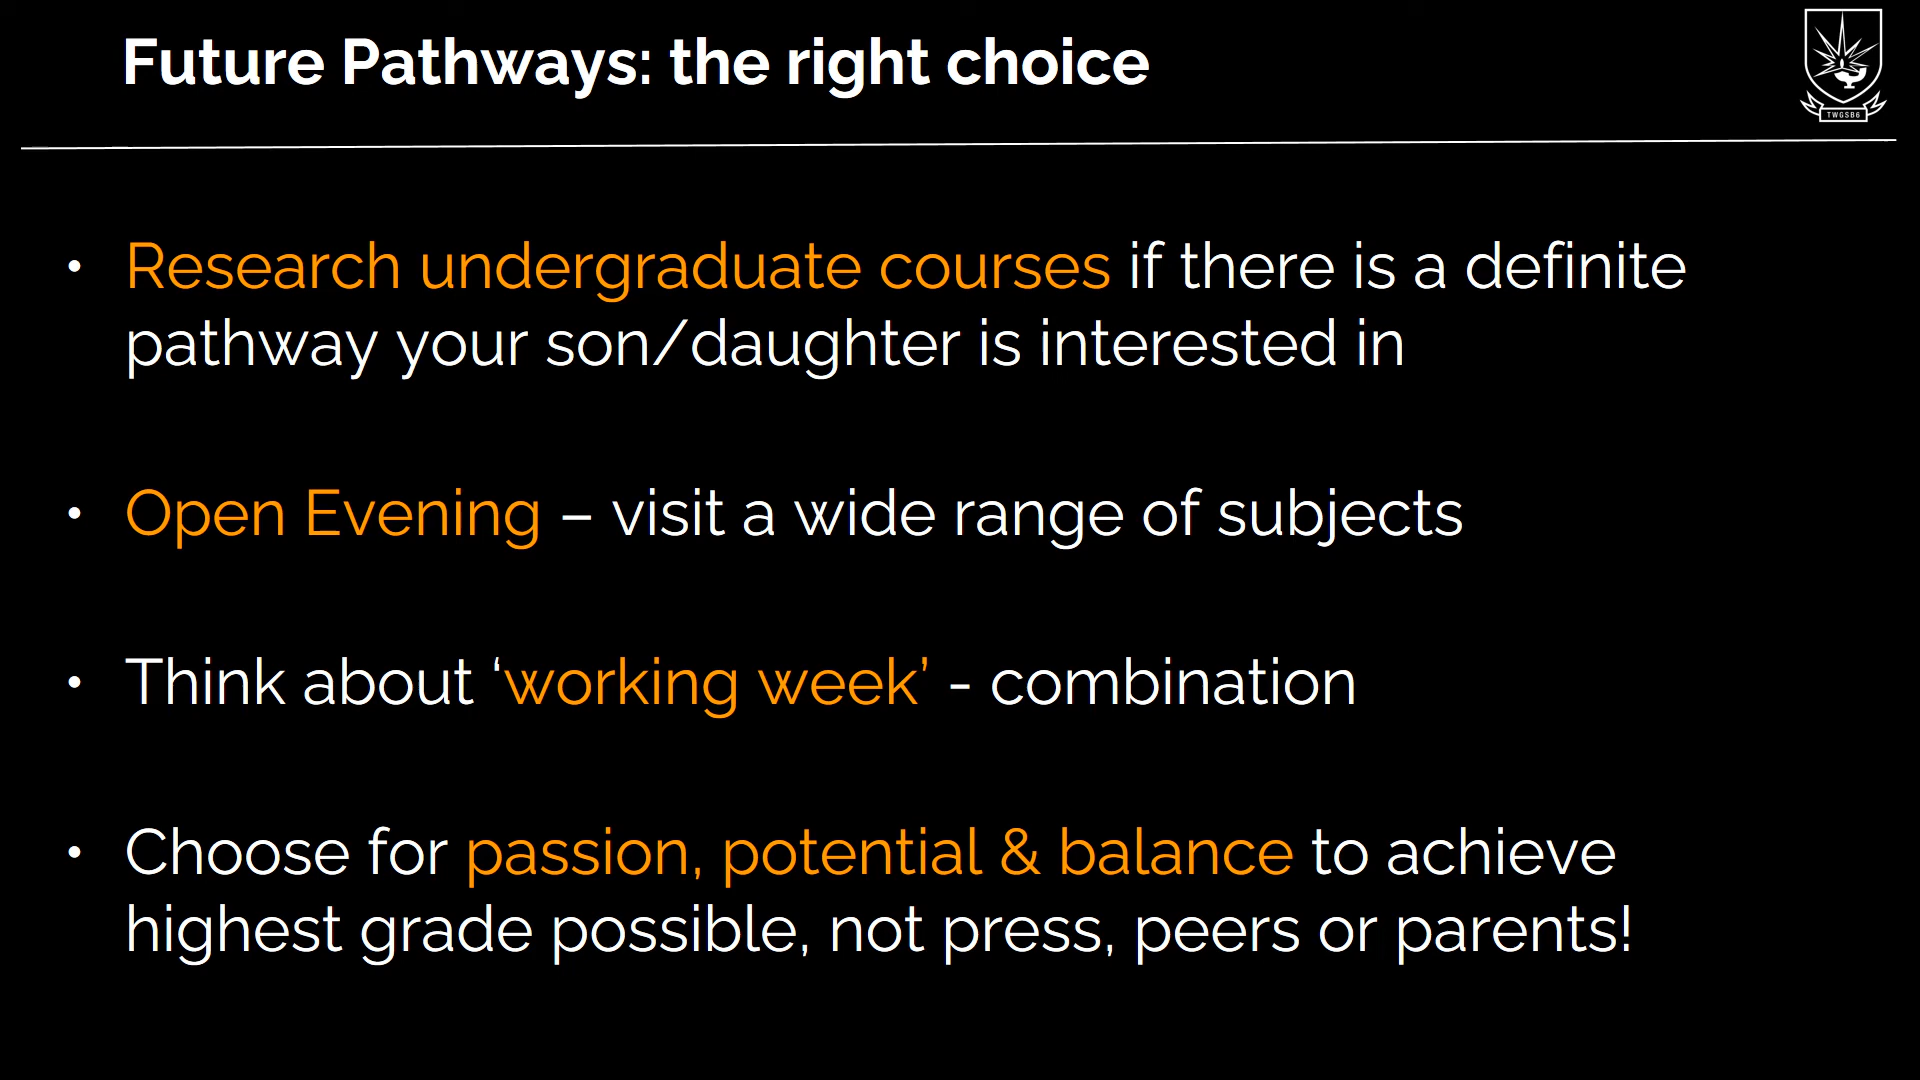 Future Pathways: the right choice
TWGSB6
• Research undergraduate courses if there is a definite
pathway your son/daughter is interested in
• Open Evening – visit a wide range of subjects
• Think about ‘working week’ - combination
• Choose for passion, potential & balance to achieve
highest grade possible, not press, peers or parents!